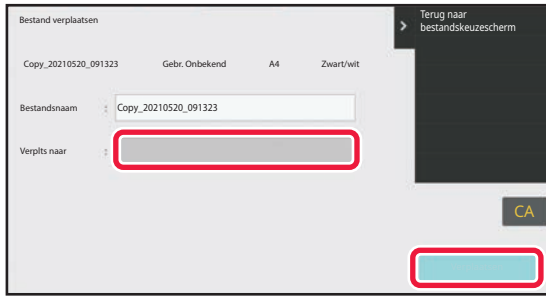 Bestand verplaatsen
Terug naar
bestandskeuzescherm
Copy_20210520_091323 Gebr. Onbekend A4 Zwart/wit
Bestandsnaam : Copy_20210520_091323
Verplts naar :
CA